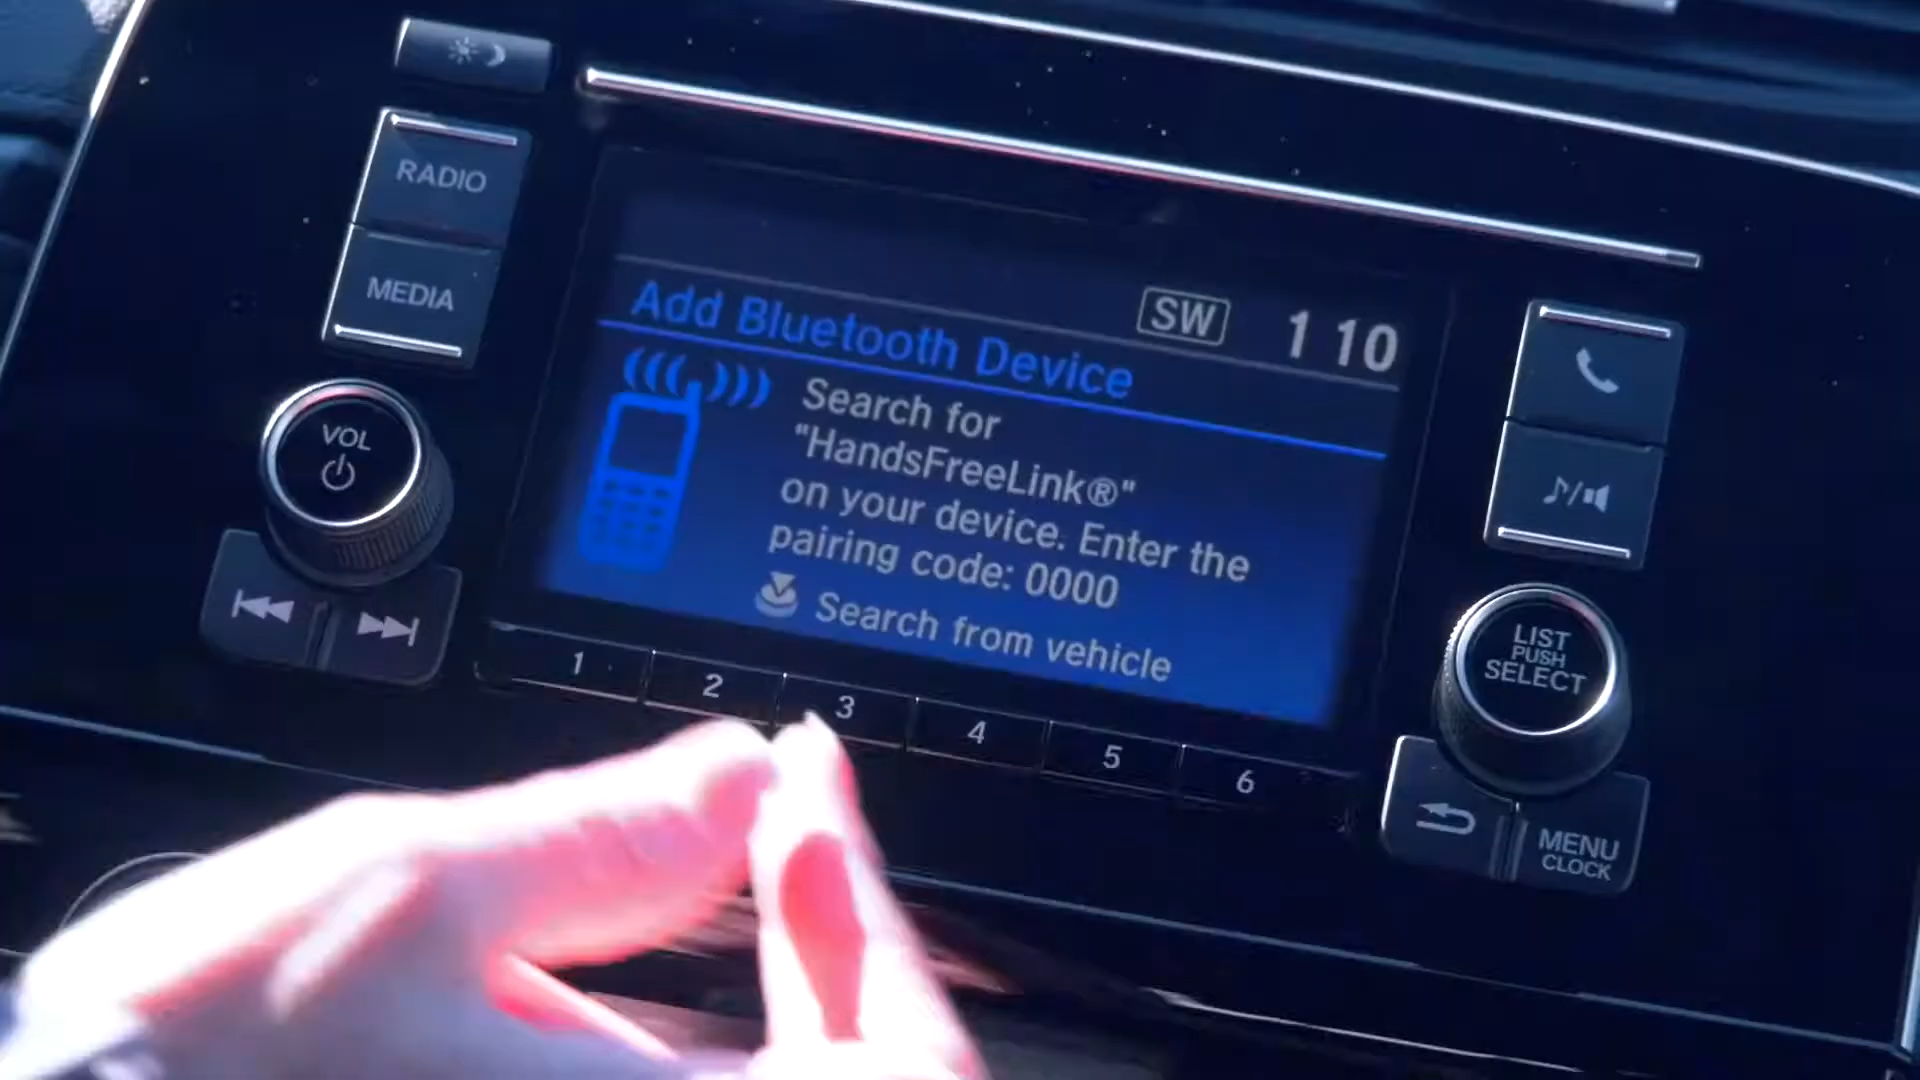 RADIO
MEDIA
VOL
SW
1 10
Add Bluetooth Device
Search for
"HandsFreeLink®"
on your device. Enter the
pairing code: 0000
Search from vehicle
1
2
3
4
5
6
LIST
PUSH
SELECT
MENU
CLOCK